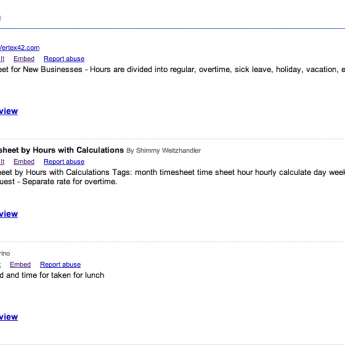 Vertex42.com
It Embed Report abuse
et for New Businesses - Hours are divided into regular, overtime, sick leave, holiday, vacation, e
view
sheet by Hours with Calculations By Shimmy Weitzhandler
It Embed Report abuse
eet by Hours with Calculations Tags: month timesheet time sheet hour hourly calculate day week
uest - Separate rate for overtime.
view
rino
Embed Report abuse
d and time for taken for lunch
view